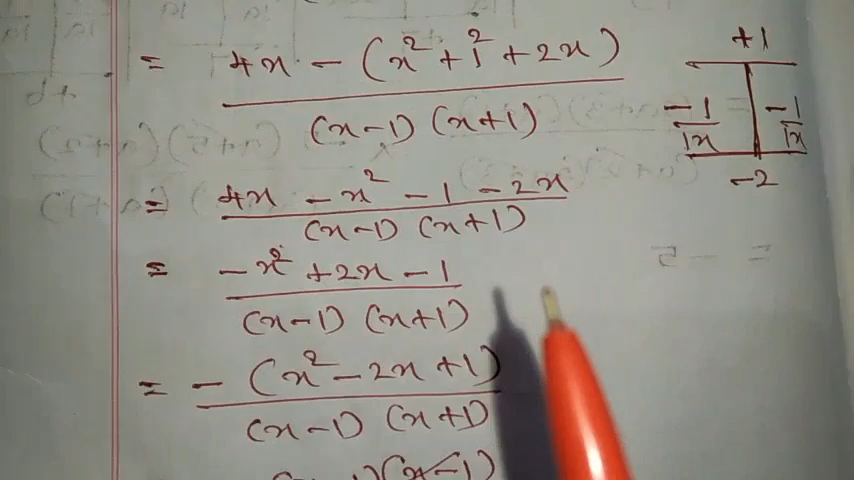 = 4x - (x² + 1² + 2x)
(x-1) (x+1)
= 4x - x² - 1 - 2x
(x-1) (x+1)
= -x² + 2x - 1
(x-1) (x+1)
= - (x² - 2x + 1)
(x-1) (x+1)
(x-1)
+1
-1 -1
1x 1x
-2